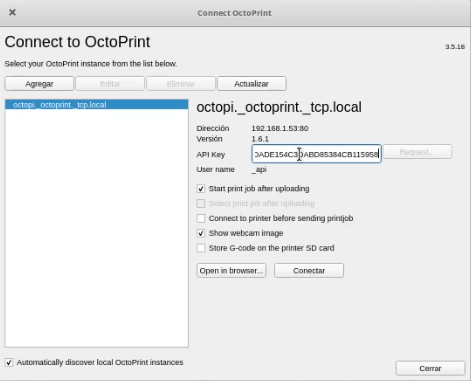 Connect OctoPrint
Connect to OctoPrint
3.5.18
Select your OctoPrint instance from the list below.
Agregar Editar Eliminar Actualizar
octopi._octoprint._tcp.local
octopi._octoprint._tcp.local
Dirección 192.168.1.53:80
Versión 1.6.1
API Key Request...
User name _api
Start print job after uploading
Select print job after uploading
Connect to printer before sending printjob
Show webcam image
Store G-code on the printer SD card
Open in browser... Conectar
Automatically discover local OctoPrint instances
Cerrar